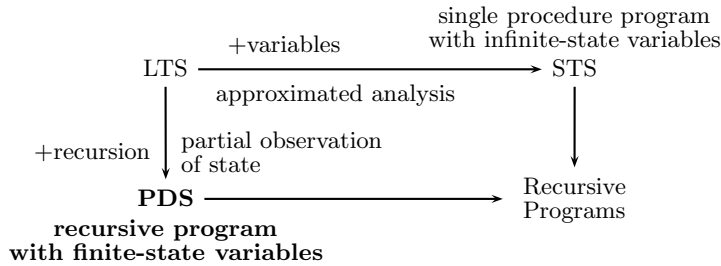 single procedure program
with infinite-state variables
+variables
LTS
STS
approximated analysis
+recursion
partial observation
of state
PDS
Recursive
Programs
recursive program
with finite-state variables